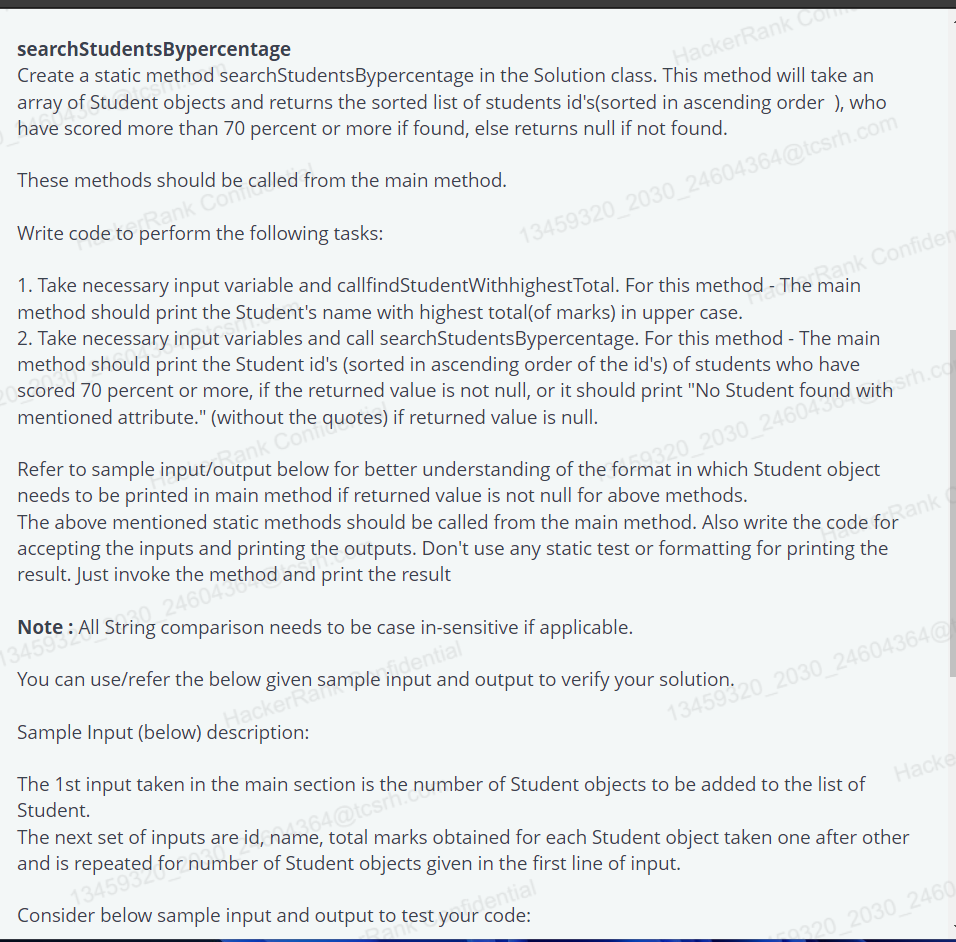 searchStudentsBypercentage
Create a static method searchStudentsBypercentage in the Solution class. This method will take an
array of Student objects and returns the sorted list of students id's(sorted in ascending order ), who
have scored more than 70 percent or more if found, else returns null if not found.
These methods should be called from the main method.
Write code to perform the following tasks:
1. Take necessary input variable and callfindStudentWithhighestTotal. For this method - The main
method should print the Student's name with highest total(of marks) in upper case.
2. Take necessary input variables and call searchStudentsBypercentage. For this method - The main
method should print the Student id's (sorted in ascending order of the id's) of students who have
scored 70 percent or more, if the returned value is not null, or it should print "No Student found with
mentioned attribute." (without the quotes) if returned value is null.
Refer to sample input/output below for better understanding of the format in which Student object
needs to be printed in main method if returned value is not null for above methods.
The above mentioned static methods should be called from the main method. Also write the code for
accepting the inputs and printing the outputs. Don't use any static test or formatting for printing the
result. Just invoke the method and print the result
Note : All String comparison needs to be case in-sensitive if applicable.
You can use/refer the below given sample input and output to verify your solution.
Sample Input (below) description:
The 1st input taken in the main section is the number of Student objects to be added to the list of
Student.
The next set of inputs are id, name, total marks obtained for each Student object taken one after other
and is repeated for number of Student objects given in the first line of input.
Consider below sample input and output to test your code:
HackerRank Confidential
13459320_2030_24604364@tcsrh.com